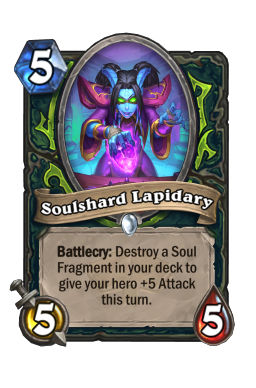 5
Soulshard Lapidary
Battlecry: Destroy a Soul
Fragment in your deck to
give your hero +5 Attack
this turn.
5
5